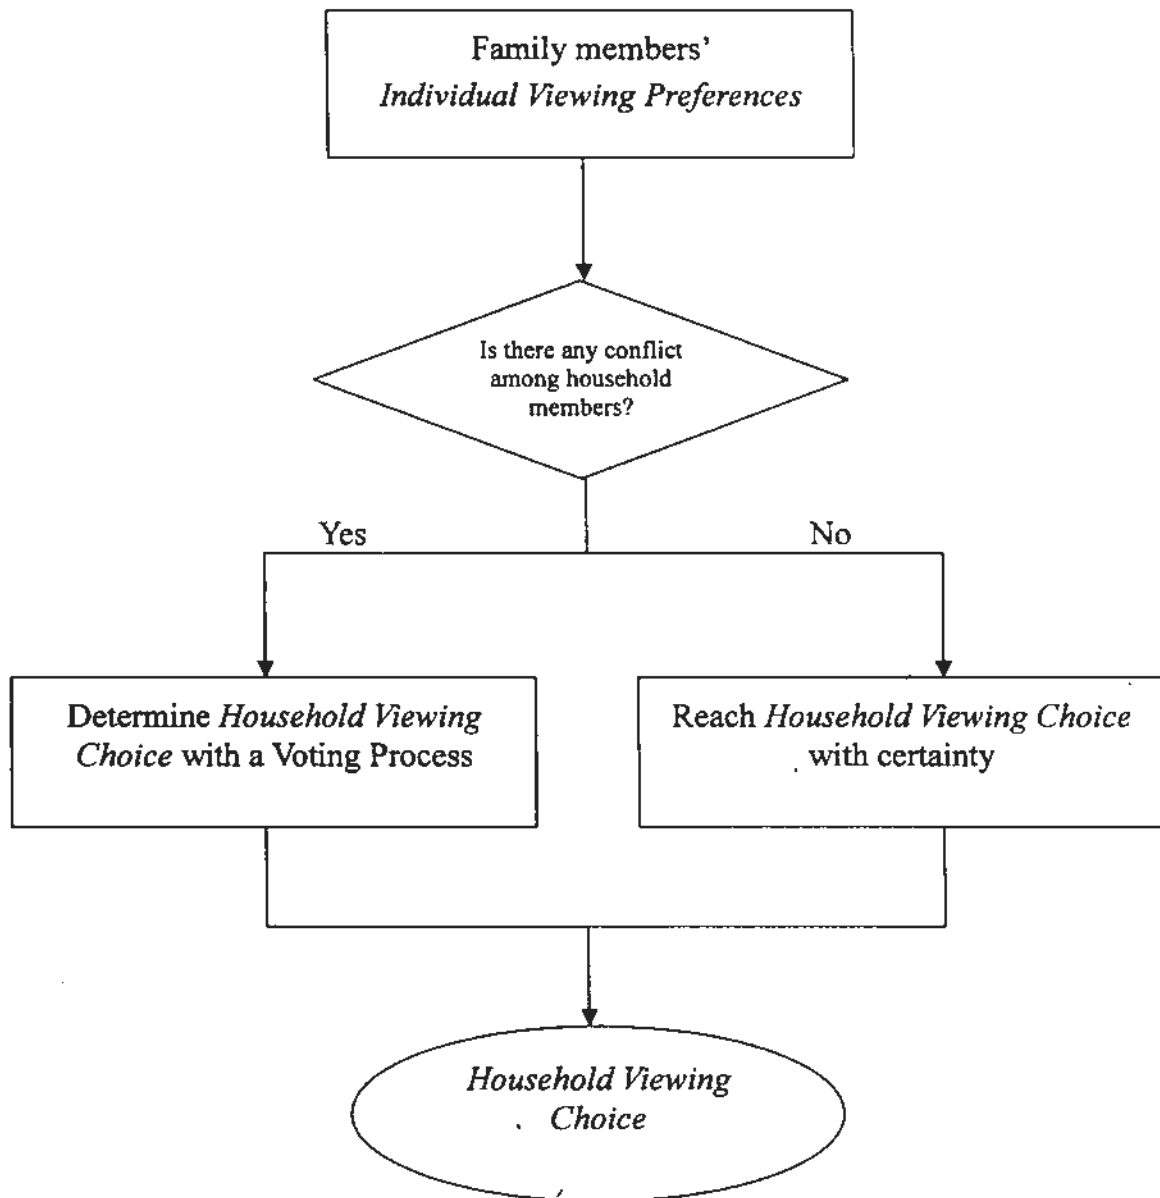 Family members’
Individual Viewing Preferences
Is there any conflict
among household
members?
Yes
No
Determine Household Viewing
Choice with a Voting Process
Reach Household Viewing Choice
with certainty
Household Viewing
Choice